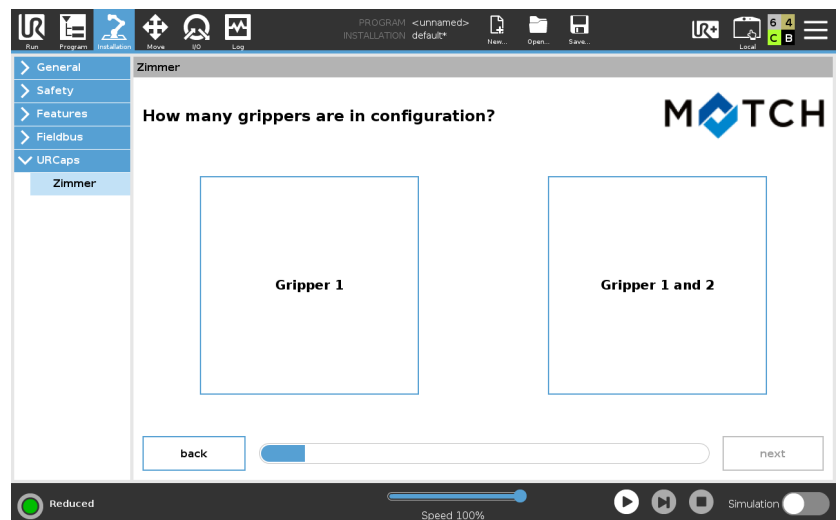 PROGRAM <unnamed>
INSTALLATION default*
UR
Run
Program
Installation
Move
I/O
Log
New...
Open...
Save...
UR+
Local
6 4
C B
General
Safety
Features
Fieldbus
URCaps
Zimmer
Zimmer
How many grippers are in configuration?
MATCH
Gripper 1
Gripper 1 and 2
back
next
Reduced
Speed 100%
Simulation